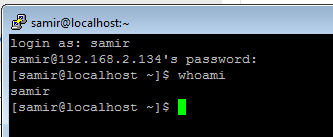 samir@localhost:~
login as: samir
samir@192.168.2.134's password:
[samir@localhost ~]$ whoami
samir
[samir@localhost ~]$